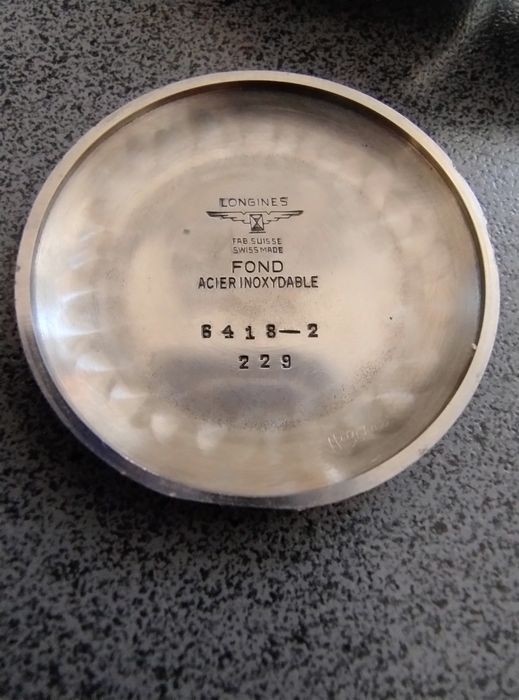 LONGINES
FAB.SUISSE
SWISS MADE
FOND
ACIER INOXYDABLE
6418-2
229